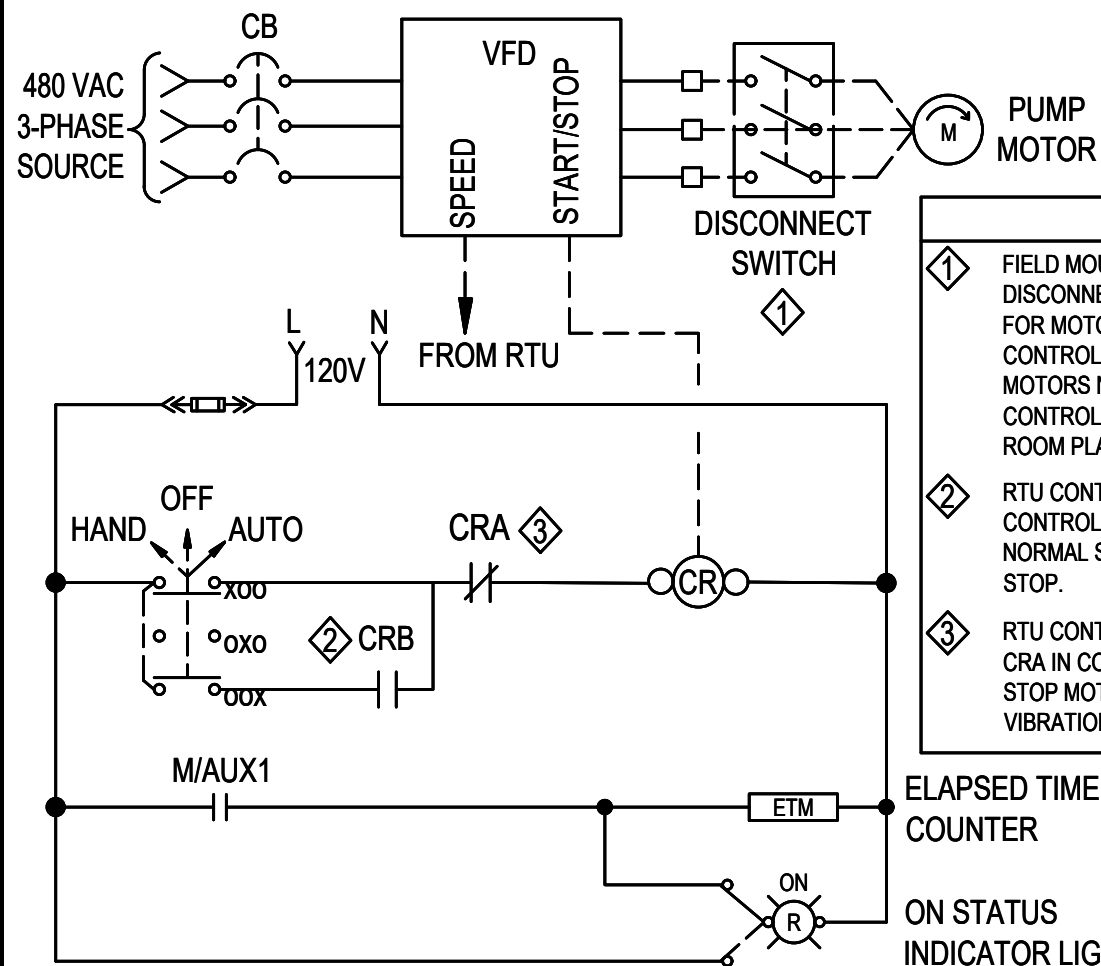 CB
480 VAC
3-PHASE
SOURCE
VFD
SPEED
START/STOP
M
PUMP
MOTOR
DISCONNECT
SWITCH
1
FROM RTU
L
N
120V
HAND
OFF
AUTO
XOO
OXO
OOX
2
CRB
CRA
3
CR
M/AUX1
ETM
ELAPSED TIME
COUNTER
ON
R
ON STATUS
INDICATOR LIG
1
FIELD MOU
DISCONNE
FOR MOTO
CONTROL
MOTORS N
CONTROL
ROOM PLA
2
RTU CONT
CONTROL
NORMAL S
STOP.
3
RTU CONT
CRA IN CO
STOP MOT
VIBRATION